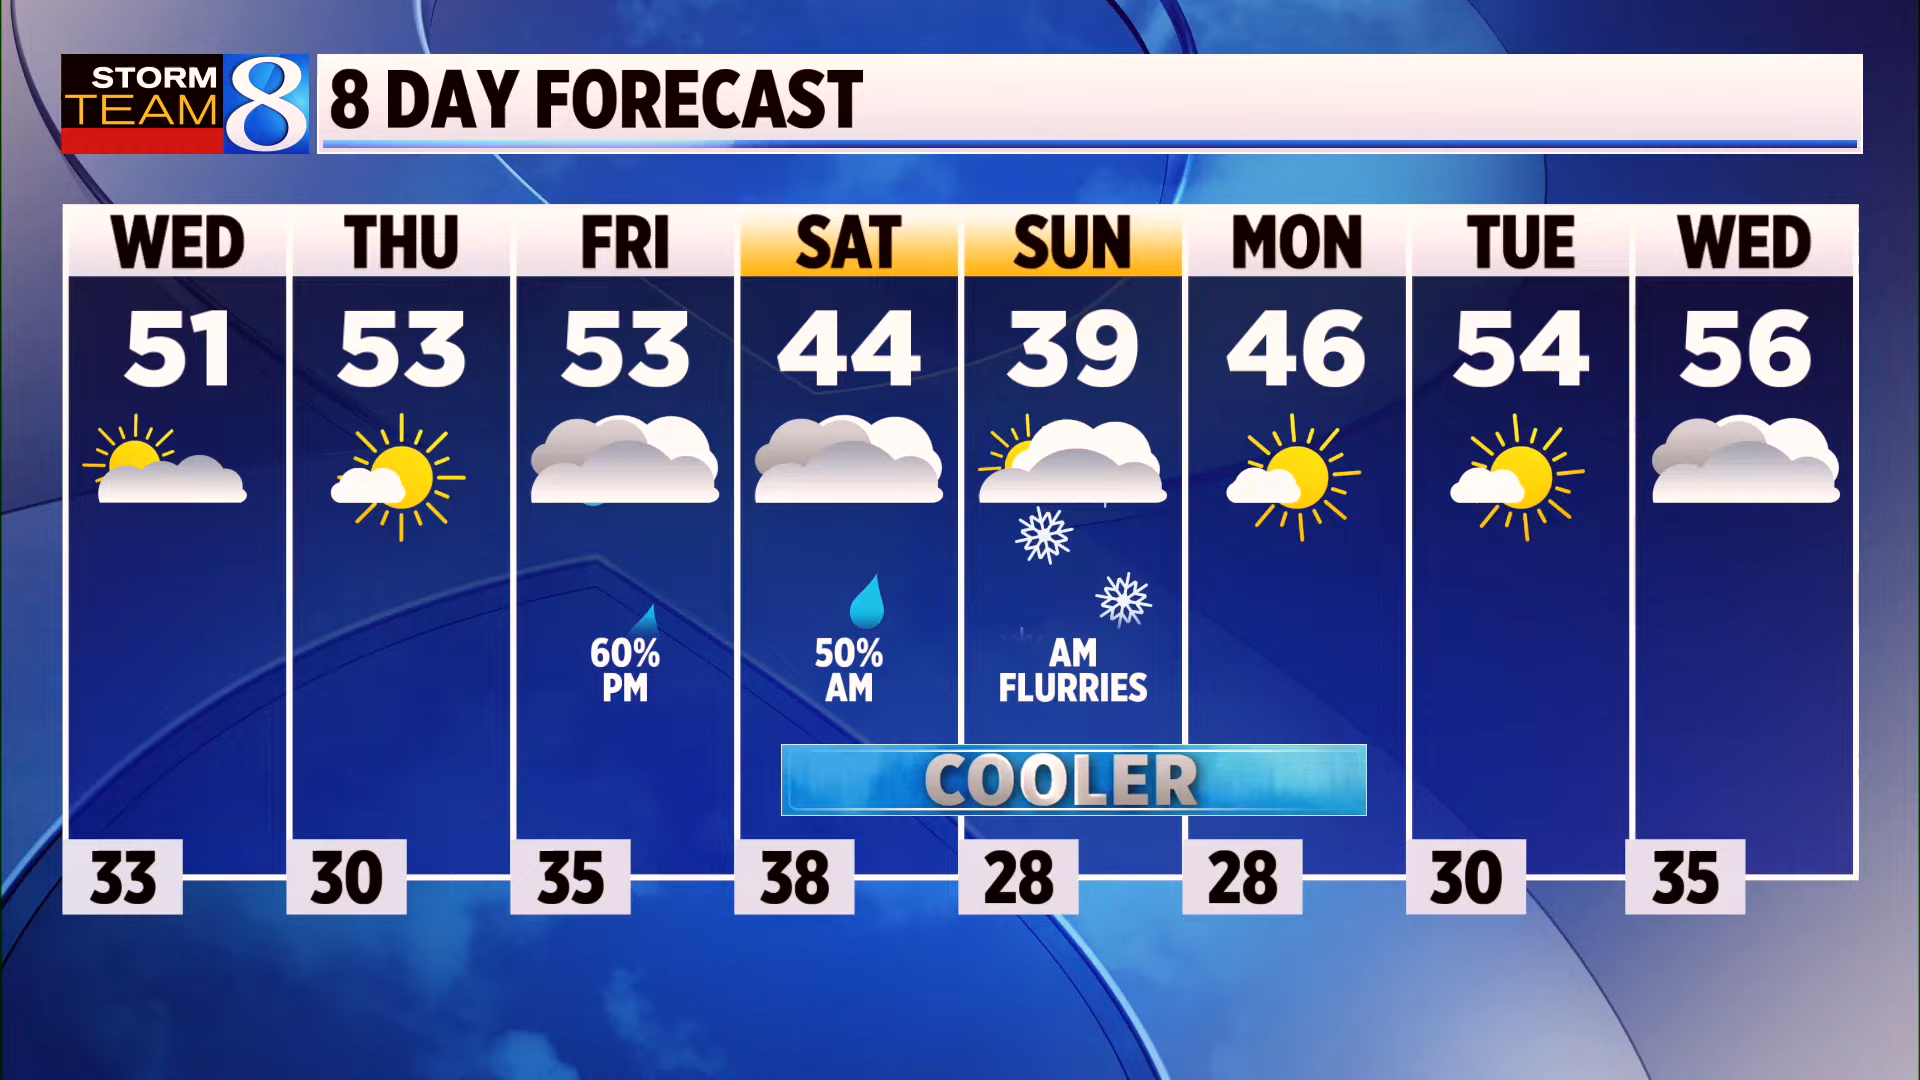 STORM
TEAM
8
8 DAY FORECAST
WED THU FRI SAT SUN MON TUE WED
51 53 53 44 39 46 54 56
60% 50% AM
PM AM FLURRIES
COOLER
33 30 35 38 28 28 30 35